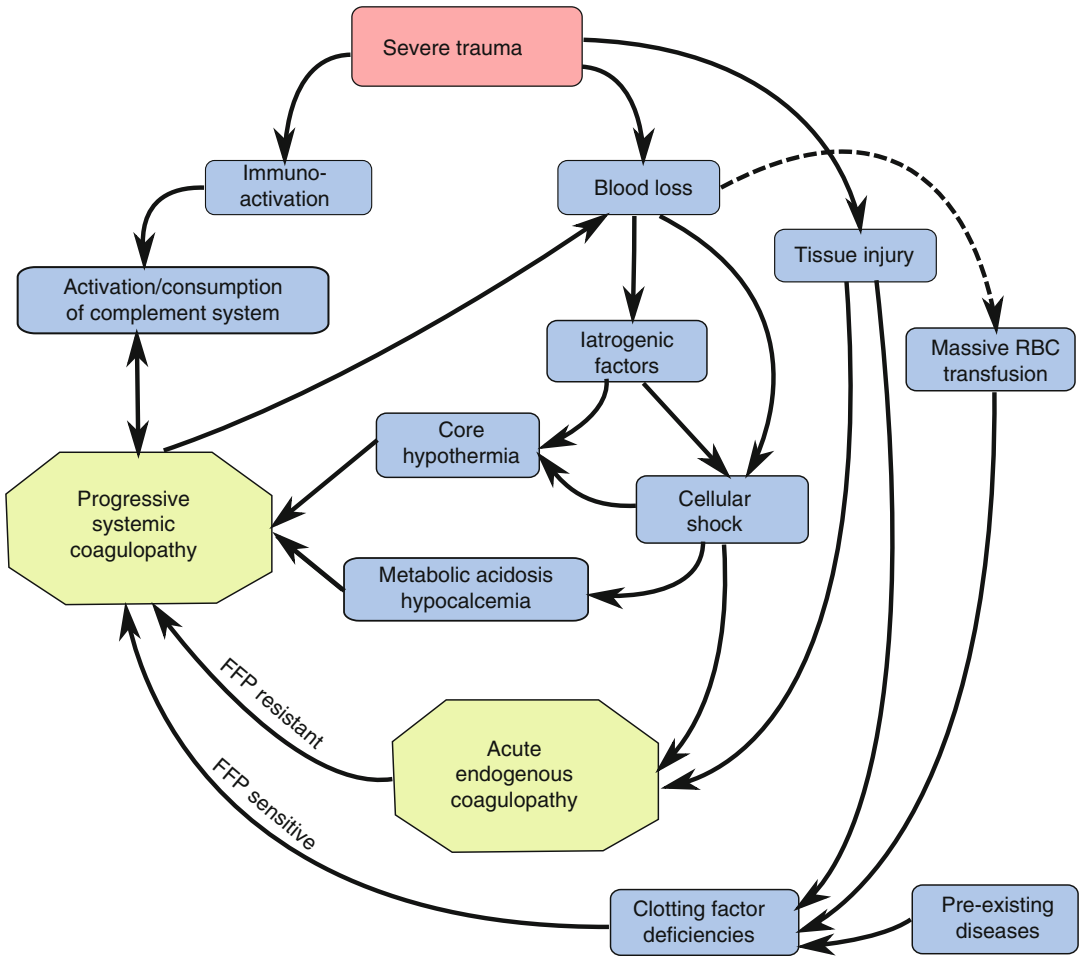 Severe trauma
Immuno-
activation
Blood loss
Tissue injury
Activation/consumption
of complement system
Iatrogenic
factors
Massive RBC
transfusion
Core
hypothermia
Cellular
shock
Progressive
systemic
coagulopathy
Metabolic acidosis
hypocalcemia
FFP resistant
FFP sensitive
Acute
endogenous
coagulopathy
Clotting factor
deficiencies
Pre-existing
diseases